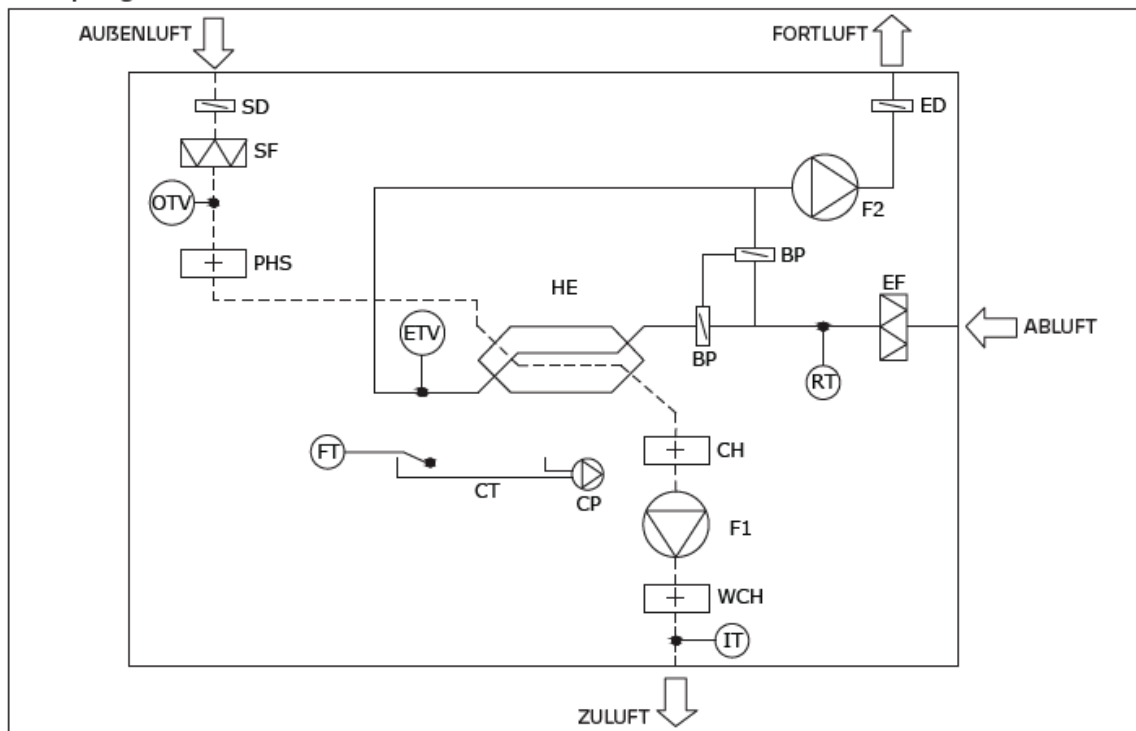 AUßENLUFT
FORTLUFT
SD
ED
SF
OTV
F2
PHS
BP
HE
EF
ETV
ABLUFT
BP
RT
CH
FT
CT
CP
F1
WCH
IT
ZULUFT